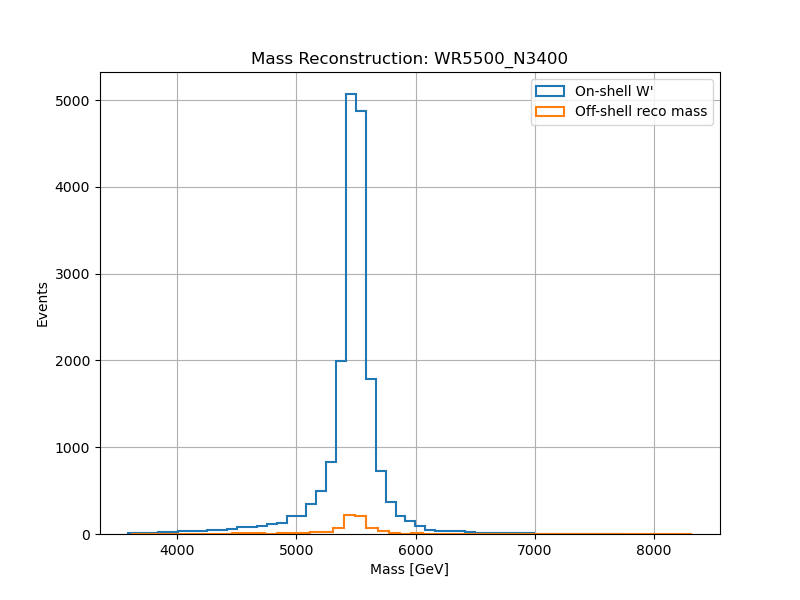 Mass Reconstruction: WR5500_N3400
On-shell W'
Off-shell reco mass
Events
5000
4000
3000
2000
1000
0
4000 5000 6000 7000 8000
Mass [GeV]